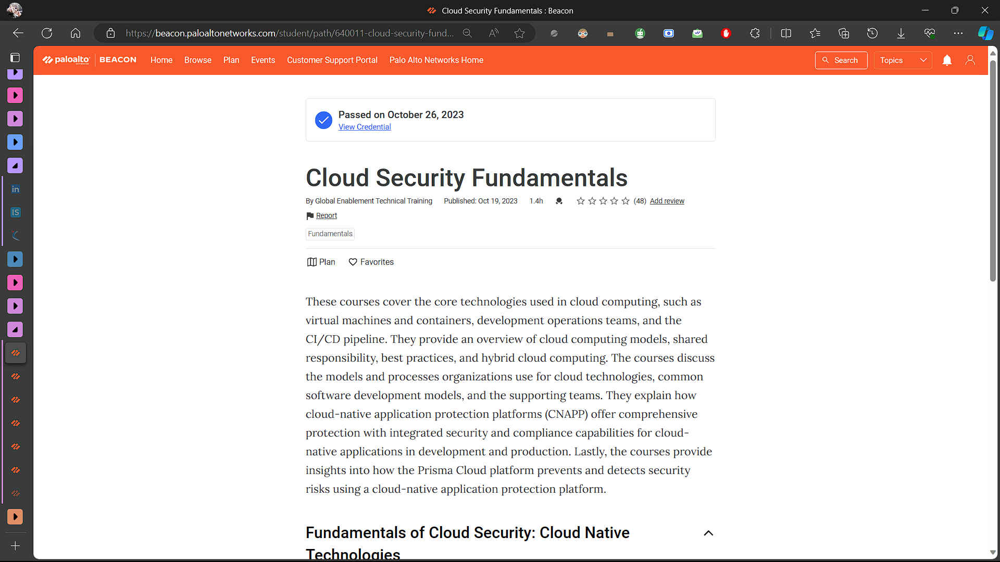 Cloud Security Fundamentals : Beacon
https://beacon.paloaltonetworks.com/student/path/640011-cloud-security-fund...
paloalto NETWORKS BEACON Home Browse Plan Events Customer Support Portal Palo Alto Networks Home Search Topics
Passed on October 26, 2023
View Credential
Cloud Security Fundamentals
By Global Enablement Technical Training Published: Oct 19, 2023 1.4h (48) Add review
Report
Fundamentals
Plan Favorites
These courses cover the core technologies used in cloud computing, such as
virtual machines and containers, development operations teams, and the
CI/CD pipeline. They provide an overview of cloud computing models, shared
responsibility, best practices, and hybrid cloud computing. The courses discuss
the models and processes organizations use for cloud technologies, common
software development models, and the supporting teams. They explain how
cloud-native application protection platforms (CNAPP) offer comprehensive
protection with integrated security and compliance capabilities for cloud-
native applications in development and production. Lastly, the courses provide
insights into how the Prisma Cloud platform prevents and detects security
risks using a cloud-native application protection platform.
Fundamentals of Cloud Security: Cloud Native
Technologies
in
IS